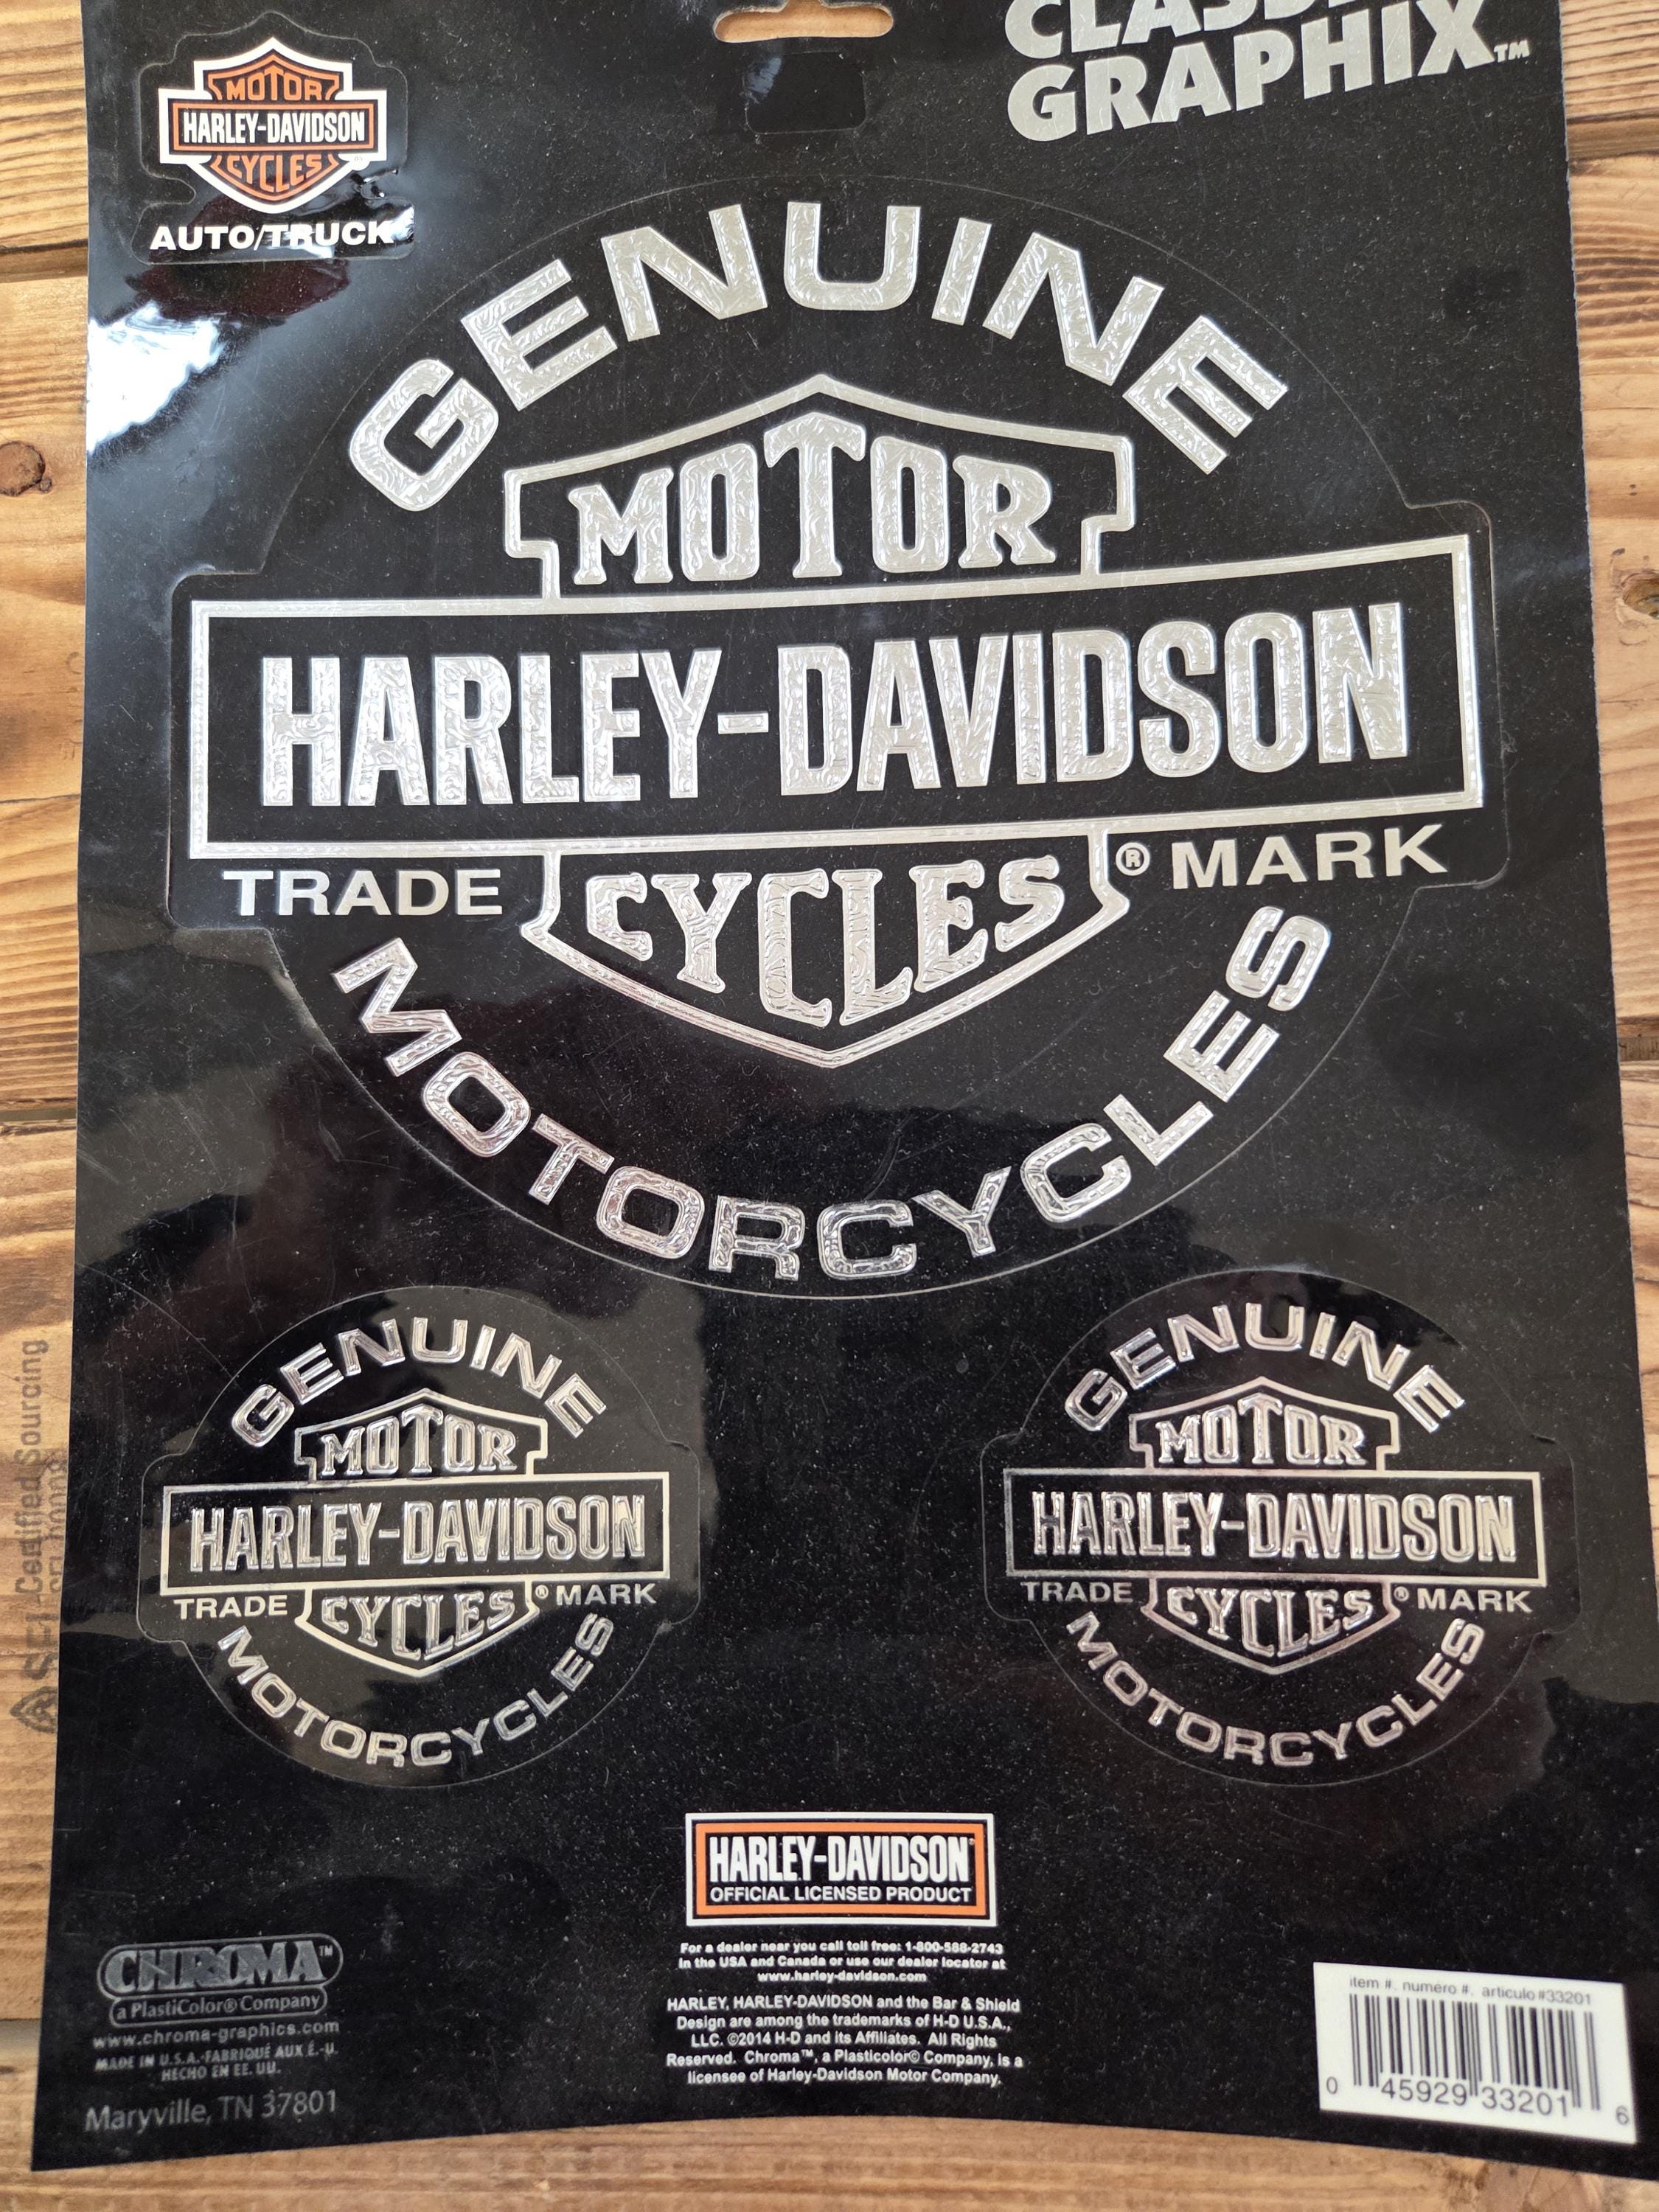 CLASSIC
GRAPHIX™
MOTOR
HARLEY-DAVIDSON
CYCLES
AUTO/TRUCK
GENUINE
MOTOR
HARLEY-DAVIDSON
CYCLES
TRADE ® MARK
MOTORCYCLES
GENUINE
MOTOR
HARLEY-DAVIDSON
CYCLES
TRADE ® MARK
MOTORCYCLES
GENUINE
MOTOR
HARLEY-DAVIDSON
CYCLES
TRADE ® MARK
MOTORCYCLES
SFI-Certified Sourcing
HARLEY-DAVIDSON
OFFICIAL LICENSED PRODUCT
For a dealer near you call toll free: 1-800-588-2743
In the USA and Canada or use our dealer locator at
www.harley-davidson.com
HARLEY, HARLEY-DAVIDSON and the Bar & Shield
Design are among the trademarks of H-D U.S.A.,
LLC. ©2014 H-D and its Affiliates. All Rights
Reserved. Chroma™, a Plasticolor© Company, is a
licensee of Harley-Davidson Motor Company.
CHROMA™
a PlastiColor® Company
www.chroma-graphics.com
MADE IN U.S.A.·FABRIQUÉ AUX É.-U.
HECHO EN EE. UU.
Maryville, TN 37801
item #. numero #. articulo #33201
0 45929 33201 6